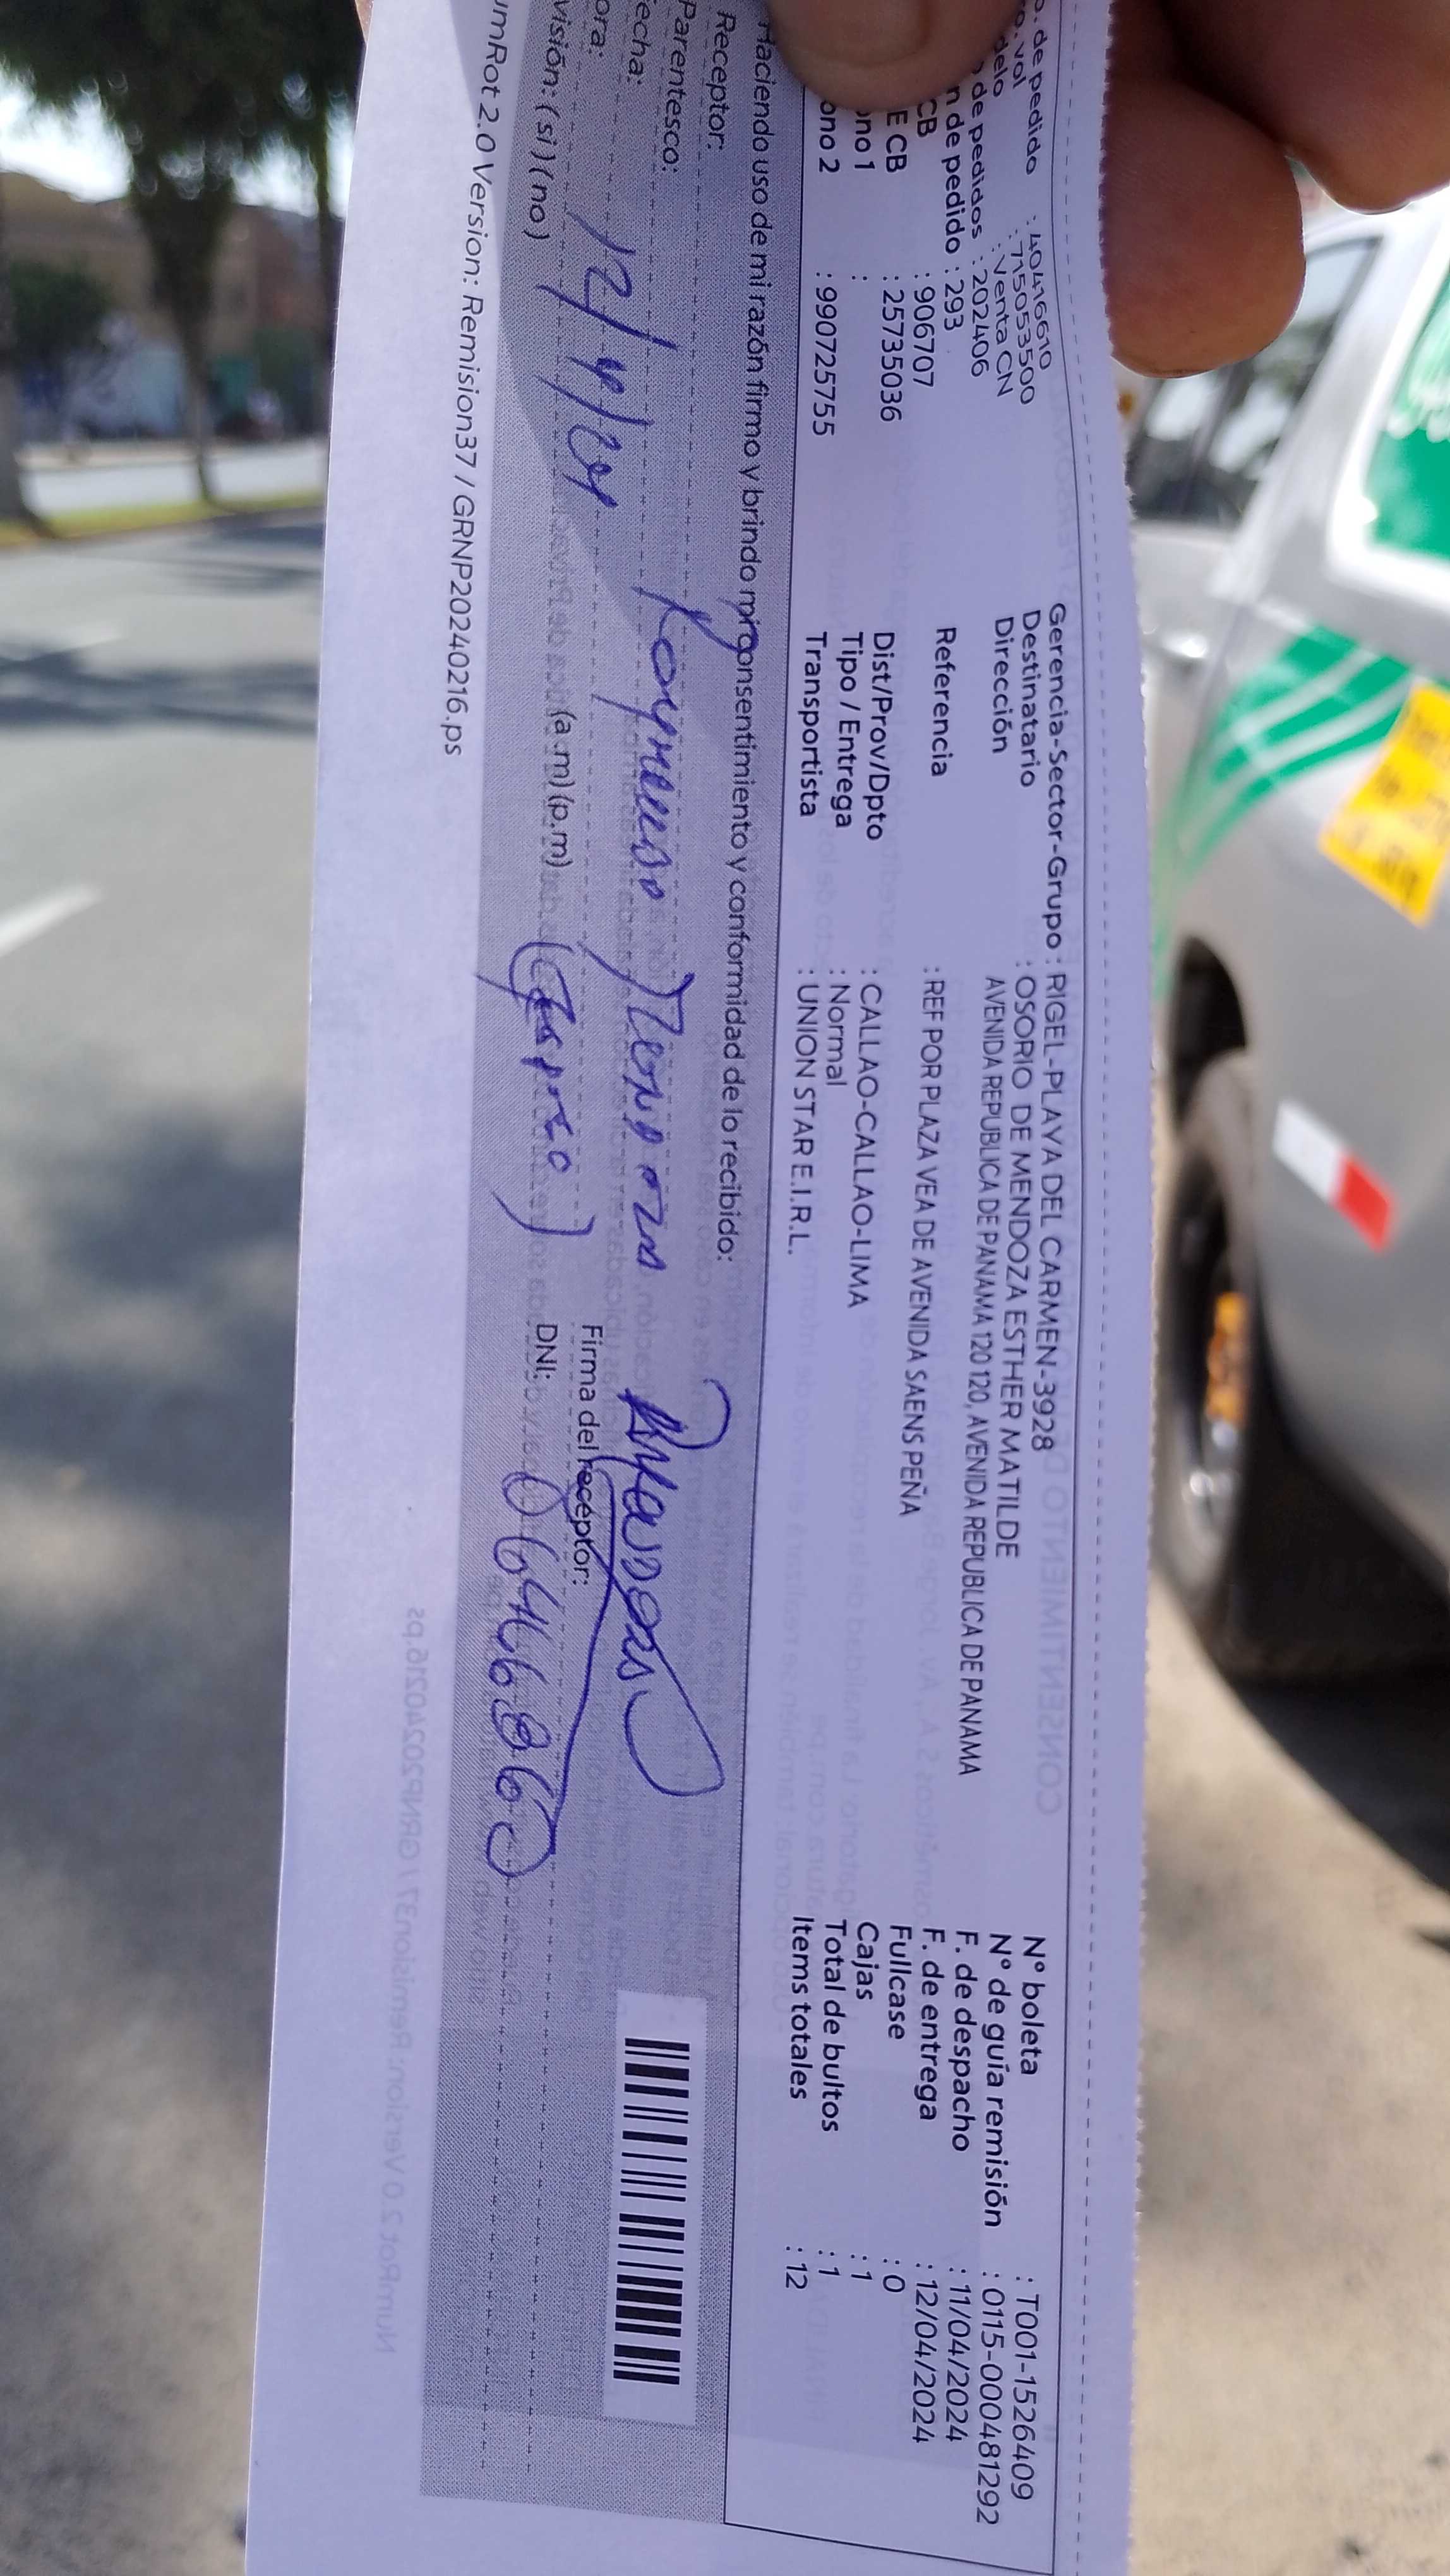 o. de pedido : 40416610
o. vol : 715053500
delo : Venta CN
de pedidos : 202406
n de pedido : 293
CB : 906707
E CB : 25735036
ono 1 :
ono 2 : 990725755
Gerencia-Sector-Grupo : RIGEL-PLAYA DEL CARMEN-3928
Destinatario : OSORIO DE MENDOZA ESTHER MATILDE
Dirección AVENIDA REPUBLICA DE PANAMA 120 120, AVENIDA REPUBLICA DE PANAMA
Referencia : REF POR PLAZA VEA DE AVENIDA SAENS PEÑA
Dist/Prov/Dpto : CALLAO-CALLAO-LIMA
Tipo / Entrega : Normal
Transportista : UNION STAR E.I.R.L.
N° boleta : T001-1526409
N° de guía remisión : 0115-000481292
F. de despacho : 11/04/2024
F. de entrega : 12/04/2024
Fullcase : 0
Cajas : 1
Total de bultos : 1
Items totales : 12
Haciendo uso de mi razón firmo y brindo mi consentimiento y conformidad de lo recibido:
Receptor:
Parentesco:
echa: 12/4/24
ora: (a.m) (p.m)
visión: (si) (no)
(Esposo)
Firma del receptor:
DNI:
umRot 2.0 Version: Remision37 / GRNP20240216.ps